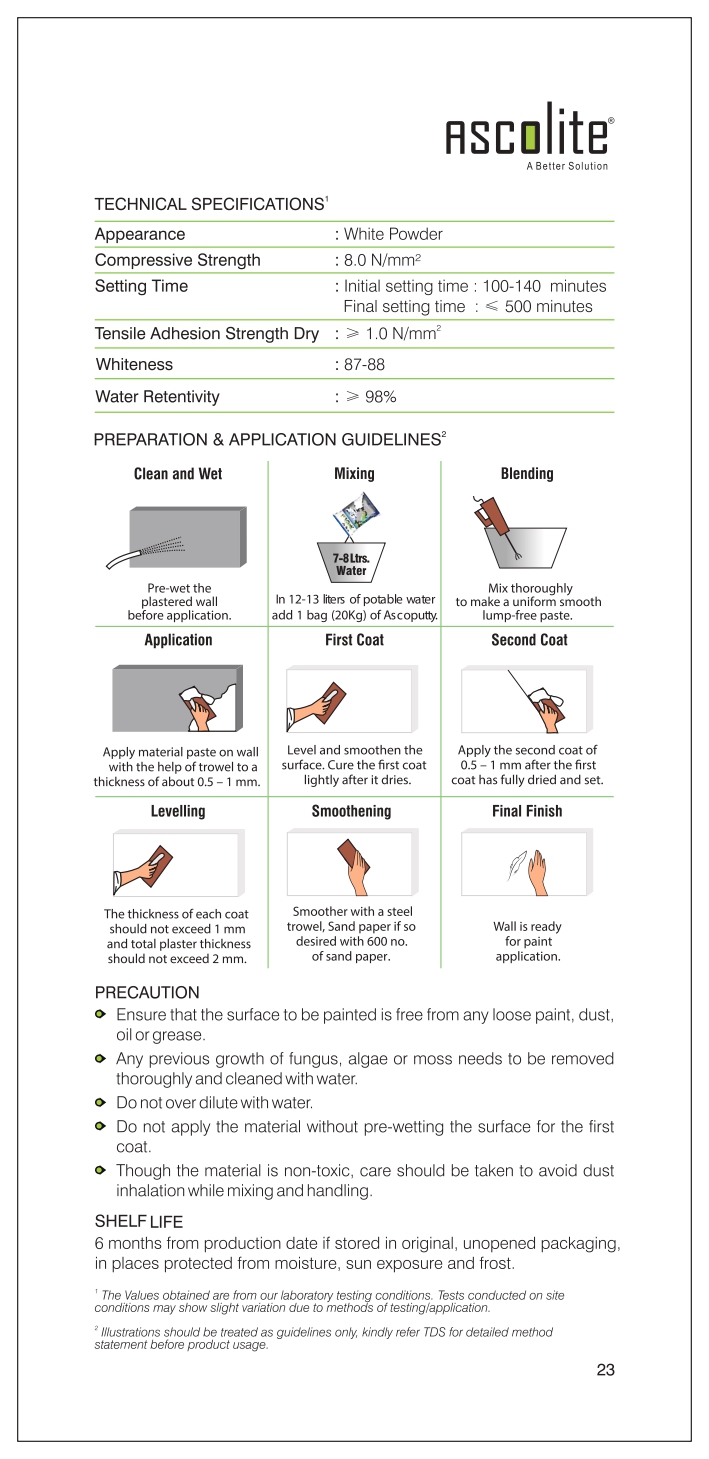 ASCOLITE®
A Better Solution
TECHNICAL SPECIFICATIONS¹
Appearance : White Powder
Compressive Strength : 8.0 N/mm²
Setting Time : Initial setting time : 100-140 minutes
Final setting time : ⩽ 500 minutes
Tensile Adhesion Strength Dry : ⩾ 1.0 N/mm²
Whiteness : 87-88
Water Retentivity : ⩾ 98%
PREPARATION & APPLICATION GUIDELINES²
Clean and Wet
Pre-wet the
plastered wall
before application.
Mixing
7-8 Ltrs.
Water
In 12-13 liters of potable water
add 1 bag (20Kg) of Ascoputty.
Blending
Mix thoroughly
to make a uniform smooth
lump-free paste.
Application
Apply material paste on wall
with the help of trowel to a
thickness of about 0.5 – 1 mm.
First Coat
Level and smoothen the
surface. Cure the first coat
lightly after it dries.
Second Coat
Apply the second coat of
0.5 – 1 mm after the first
coat has fully dried and set.
Levelling
The thickness of each coat
should not exceed 1 mm
and total plaster thickness
should not exceed 2 mm.
Smoothening
Smoother with a steel
trowel, Sand paper if so
desired with 600 no.
of sand paper.
Final Finish
Wall is ready
for paint
application.
PRECAUTION
Ensure that the surface to be painted is free from any loose paint, dust,
oil or grease.
Any previous growth of fungus, algae or moss needs to be removed
thoroughly and cleaned with water.
Do not over dilute with water.
Do not apply the material without pre-wetting the surface for the first
coat.
Though the material is non-toxic, care should be taken to avoid dust
inhalation while mixing and handling.
SHELF LIFE
6 months from production date if stored in original, unopened packaging,
in places protected from moisture, sun exposure and frost.
¹ The Values obtained are from our laboratory testing conditions. Tests conducted on site
conditions may show slight variation due to methods of testing/application.
² Illustrations should be treated as guidelines only, kindly refer TDS for detailed method
statement before product usage.
23